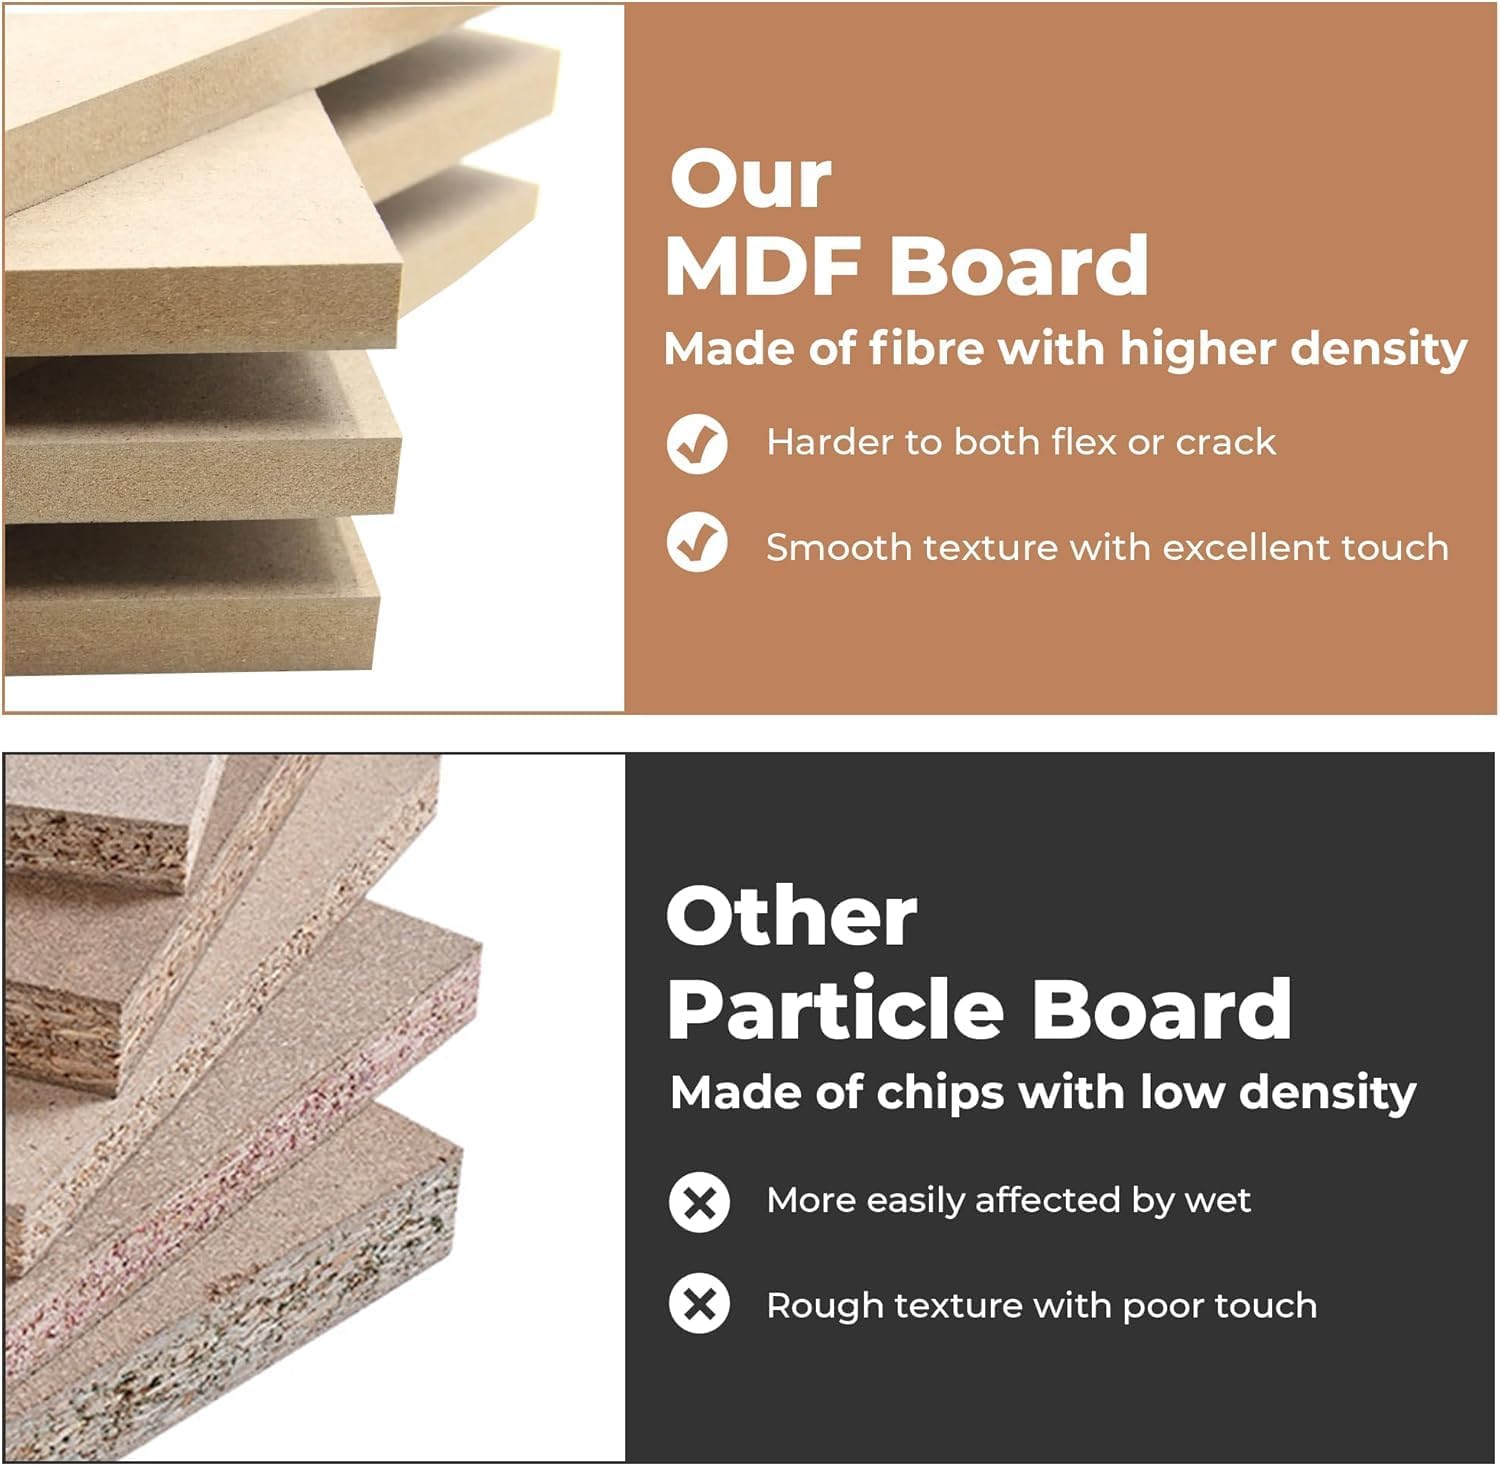 Our
MDF Board
Made of fibre with higher density
Harder to both flex or crack
Smooth texture with excellent touch
Other
Particle Board
Made of chips with low density
More easily affected by wet
Rough texture with poor touch